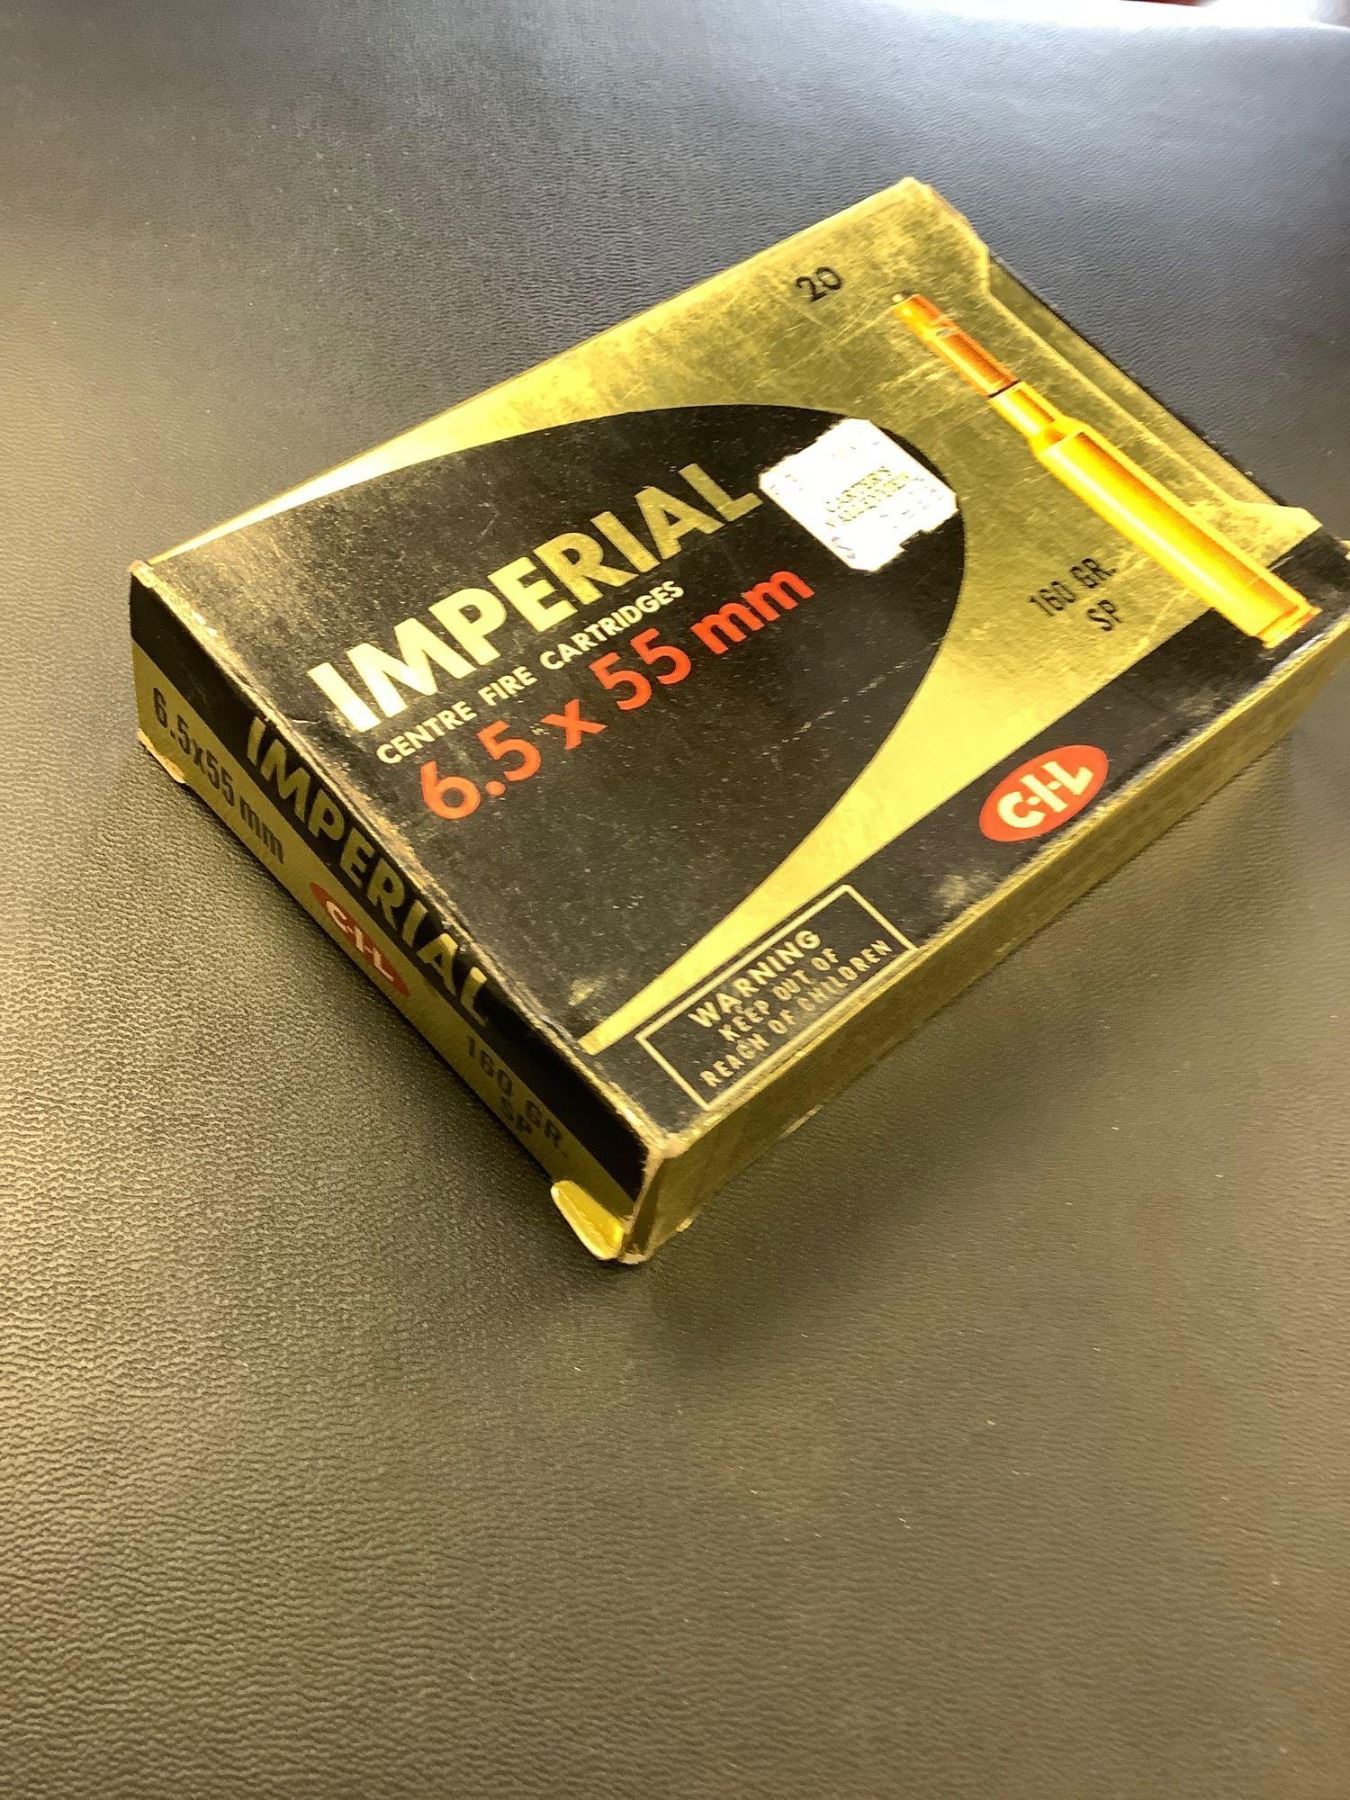 20
IMPERIAL
CENTRE FIRE CARTRIDGES
6.5 x 55 mm
160 GR.
SP
C-I-L
WARNING
KEEP OUT OF
REACH OF CHILDREN
IMPERIAL
6.5x55 mm
C-I-L
160 GR.
SP